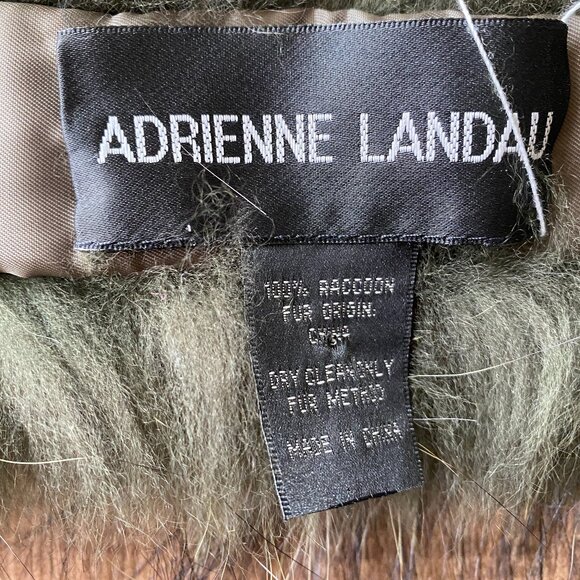 ADRIENNE LANDAU
100% RACCOON
FUR ORIGIN:
CHINA
DRY CLEAN ONLY
FUR METHOD
MADE IN CHINA